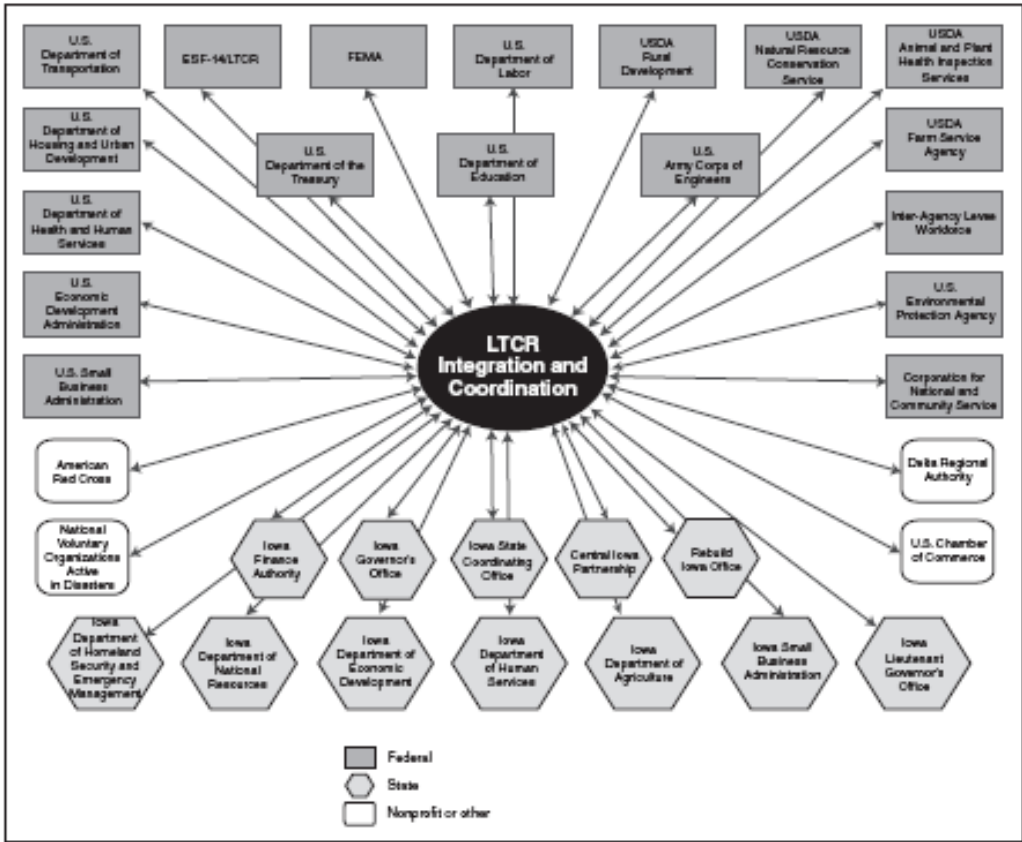 U.S.
Department of
Transportation
ESF-14/LTCR
FEMA
U.S.
Department
of Labor
USDA
Rural
Development
USDA
Natural Resource
Conservation
Service
USDA
Animal and Plant
Health Inspection
Services
U.S.
Department of
Housing and Urban
Development
U.S.
Department of the
Treasury
U.S.
Department of
Education
U.S.
Army Corps of
Engineers
USDA
Farm Service
Agency
U.S.
Department of
Health and Human
Services
Inter-Agency Levee
Workforce
U.S.
Economic
Development
Administration
U.S.
Environmental
Protection Agency
LTCR
Integration and
Coordination
U.S. Small
Business
Administration
Corporation for
National and
Community Service
American
Red Cross
Delta Regional
Authority
National
Voluntary
Organizations
Active
in Disasters
Iowa
Finance
Authority
Iowa
Governor's
Office
Iowa State
Coordinating
Office
Central Iowa
Partnership
Rebuild
Iowa Office
U.S. Chamber
of Commerce
Iowa
Department
of Homeland
Security and
Emergency
Management
Iowa
Department of
National
Resources
Iowa
Department of
Economic
Development
Iowa
Department
of Human
Services
Iowa
Department of
Agriculture
Iowa Small
Business
Administration
Iowa
Lieutenant
Governor's
Office
Federal
State
Nonprofit or other